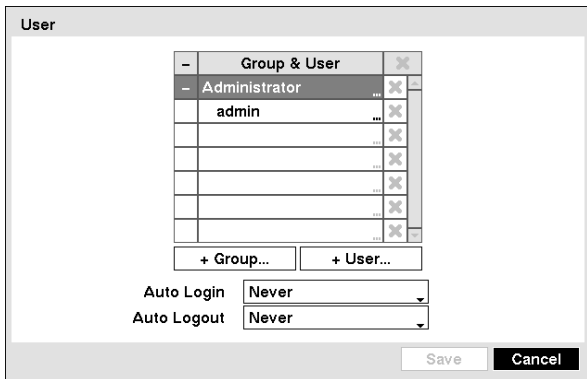 User
– Group & User
– Administrator ...
admin ...
...
...
...
...
...
+ Group... + User...
Auto Login Never
Auto Logout Never
Save Cancel